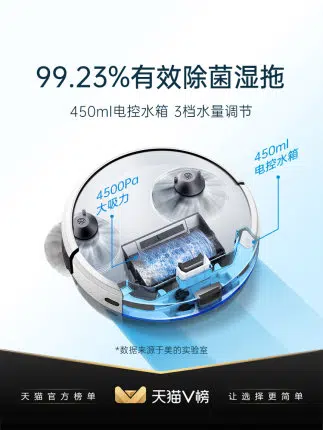 99.23%有效除菌湿拖
450ml电控水箱 3档水量调节
450ml
电控水箱
4500Pa
大吸力
*数据来源于美的实验室
天猫官方榜单 天猫V榜 让选择更简单